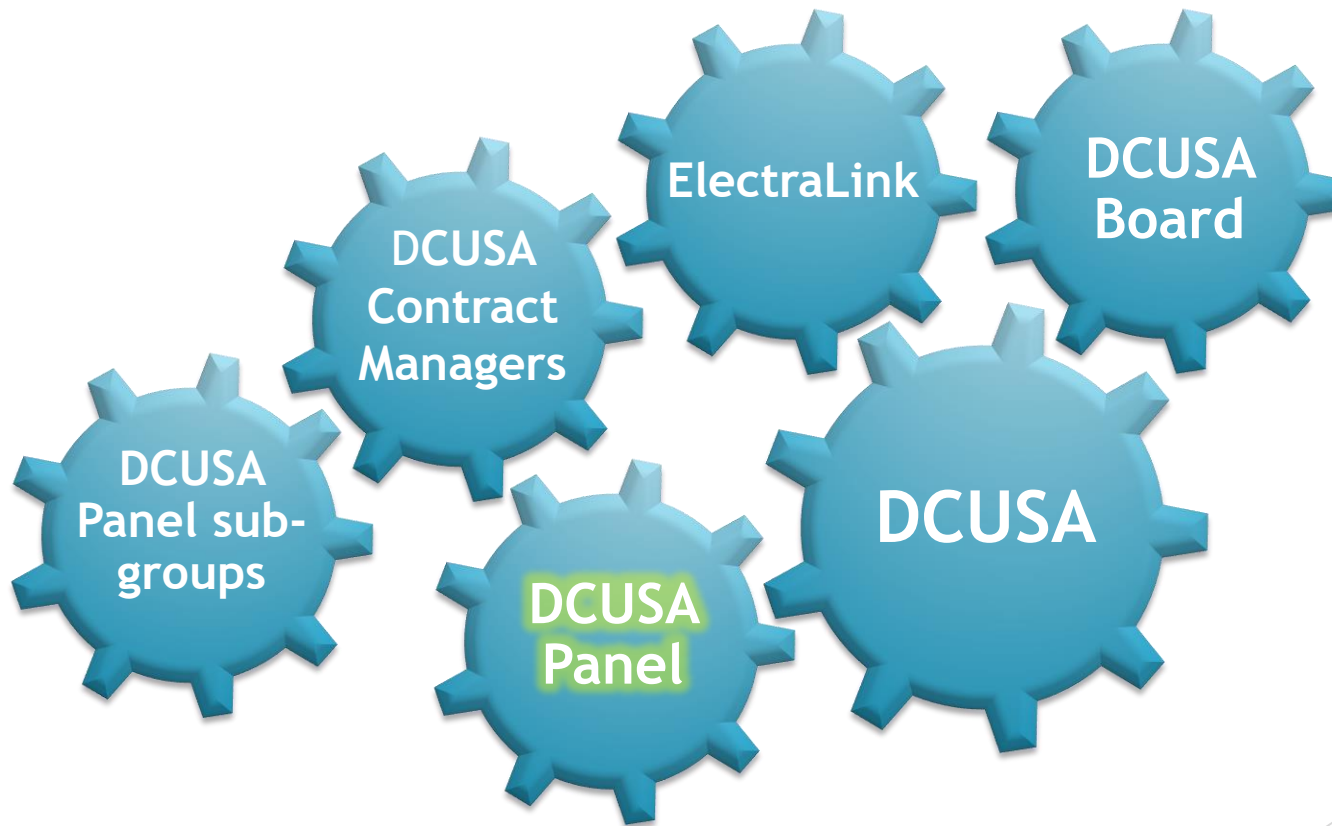 ElectraLink
DCUSA
Board
DCUSA
Contract
Managers
DCUSA
Panel sub-
groups
DCUSA
DCUSA
Panel